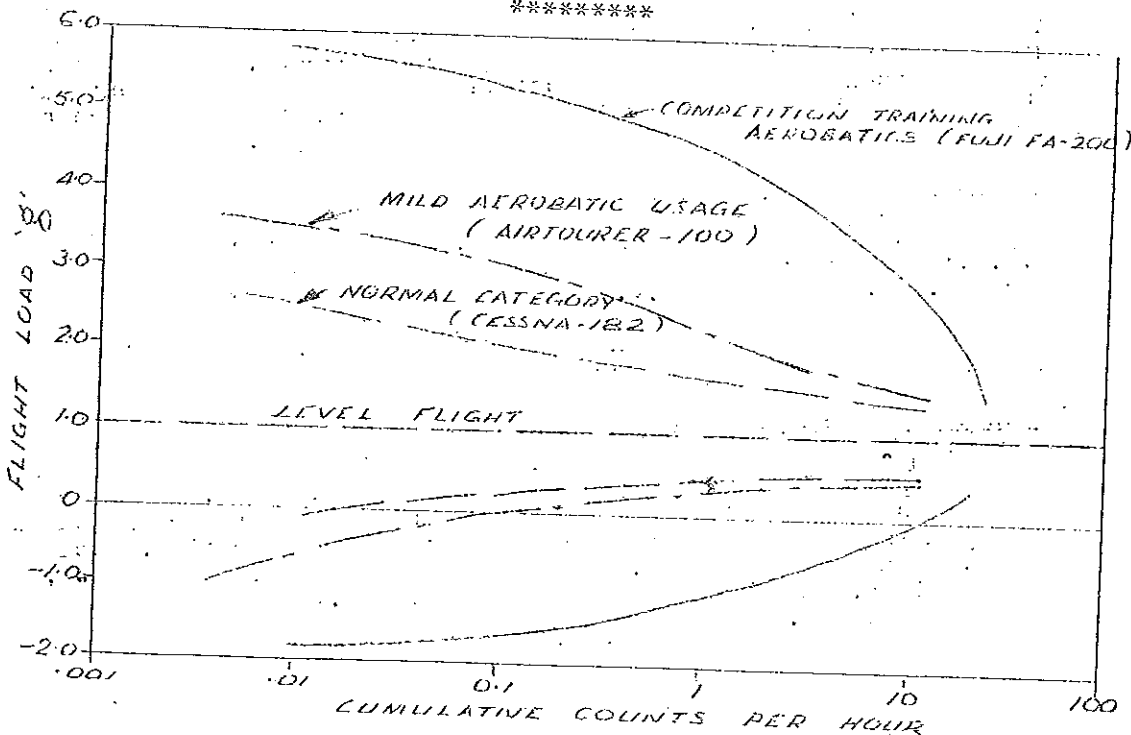 *********
6.0
5.0
4.0
3.0
2.0
1.0
0
-1.0
-2.0
FLIGHT LOAD 'g'
COMPETITION TRAINING
AEROBATICS (FUJI FA-200)
MILD AEROBATIC USAGE
(AIRTOURER-100)
NORMAL CATEGORY
(CESSNA-182)
LEVEL FLIGHT
.001 .01 0.1 1 10 100
CUMULATIVE COUNTS PER HOUR